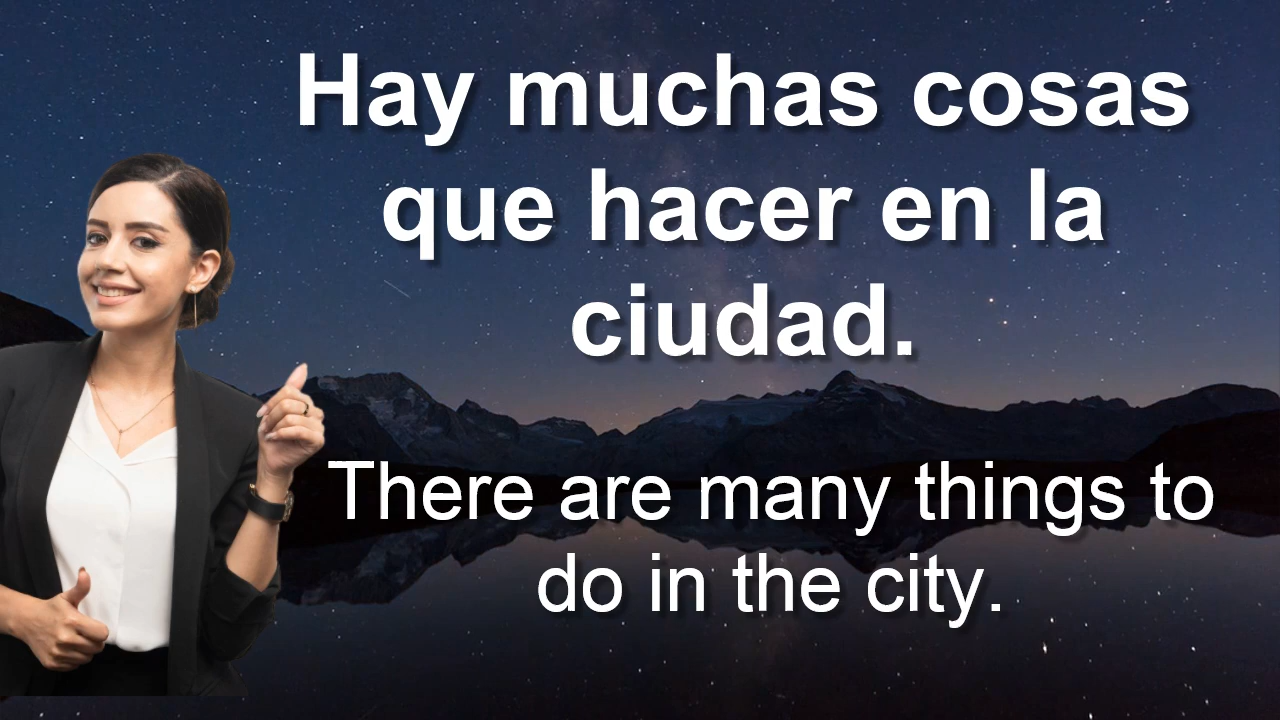 Hay muchas cosas
que hacer en la
ciudad.
There are many things to
do in the city.